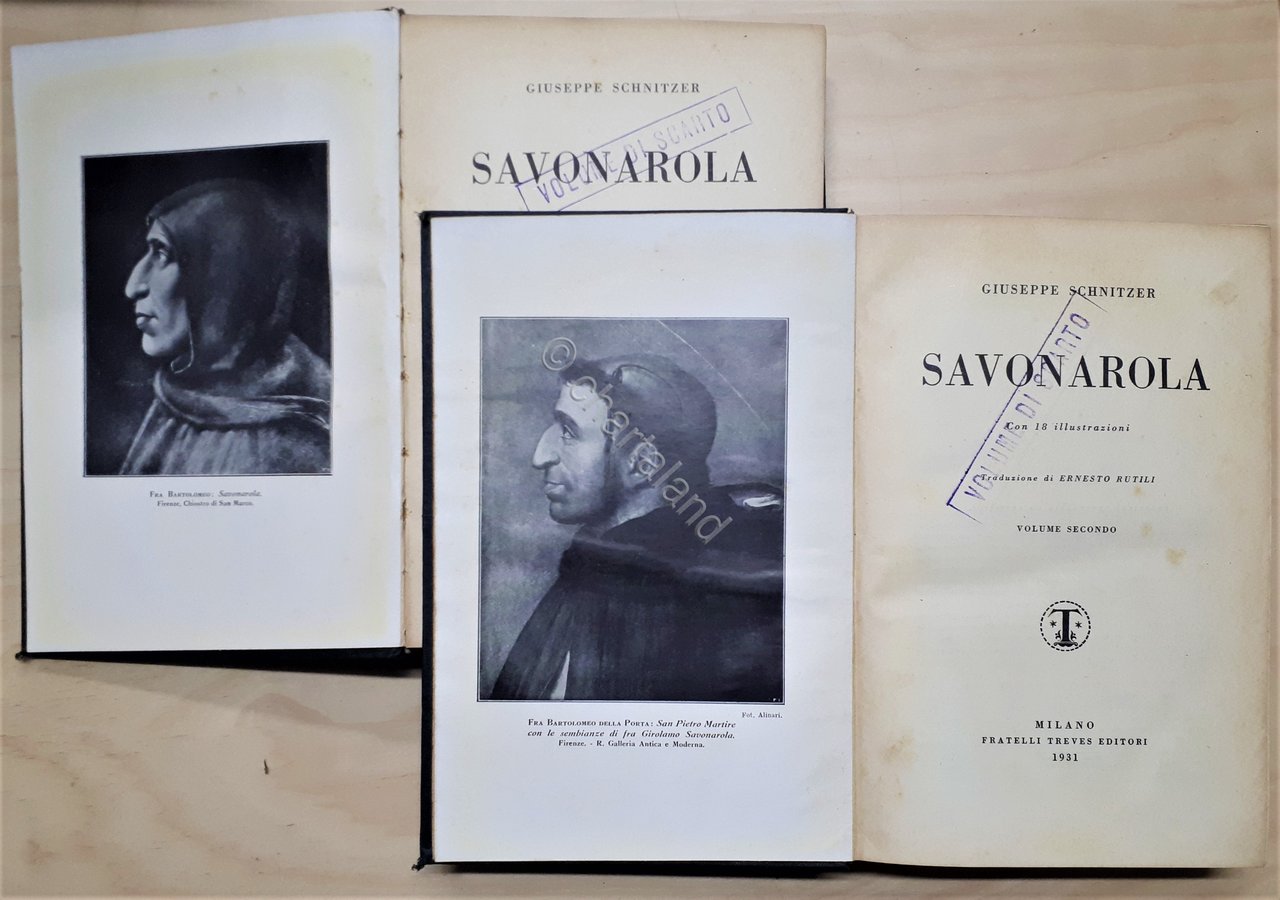 GIUSEPPE SCHNITZER
SAVONAROLA
VOLUME DI SCARTO
FRA BARTOLOMEO: Savonarola.
Firenze, Chiostro di San Marco.
© Chartaland
Fot. Alinari.
FRA BARTOLOMEO DELLA PORTA: San Pietro Martire
con le sembianze di fra Girolamo Savonarola.
Firenze. - R. Galleria Antica e Moderna.
GIUSEPPE SCHNITZER
SAVONAROLA
VOLUME DI SCARTO
Con 18 illustrazioni
Traduzione di ERNESTO RUTILI
VOLUME SECONDO
T
MILANO
FRATELLI TREVES EDITORI
1931